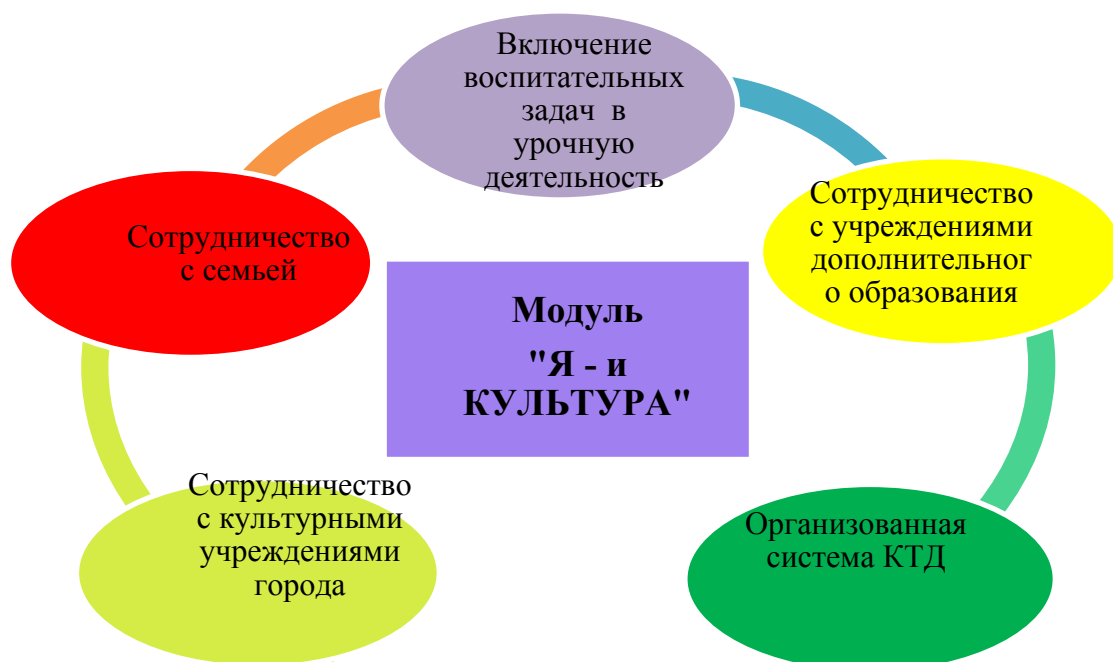 Включение
воспитательных
задач в
урочную
деятельность
Сотрудничество
с семьей
Сотрудничество
с учреждениями
дополнительног
о образования
Модуль
"Я - и
КУЛЬТУРА"
Сотрудничество
с культурными
учреждениями
города
Организованная
система КТД